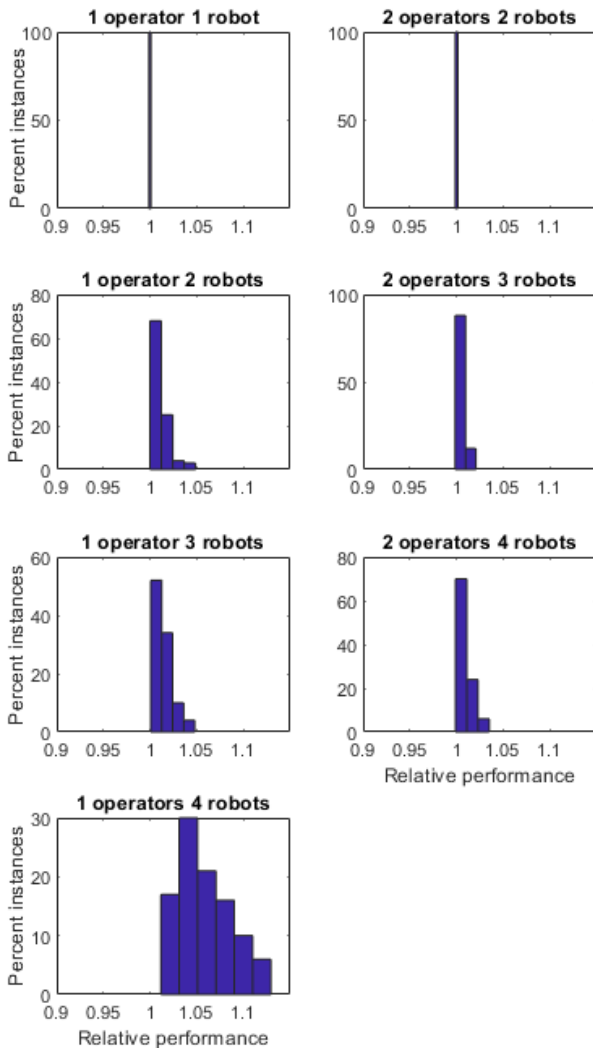 1 operator 1 robot
100
50
0
Percent instances
0.9 0.95 1 1.05 1.1
2 operators 2 robots
100
50
0
0.9 0.95 1 1.05 1.1
1 operator 2 robots
80
60
40
20
0
Percent instances
0.9 0.95 1 1.05 1.1
2 operators 3 robots
100
50
0
0.9 0.95 1 1.05 1.1
1 operator 3 robots
60
40
20
0
Percent instances
0.9 0.95 1 1.05 1.1
2 operators 4 robots
80
60
40
20
0
0.9 0.95 1 1.05 1.1
Relative performance
1 operators 4 robots
30
20
10
0
Percent instances
0.9 0.95 1 1.05 1.1
Relative performance